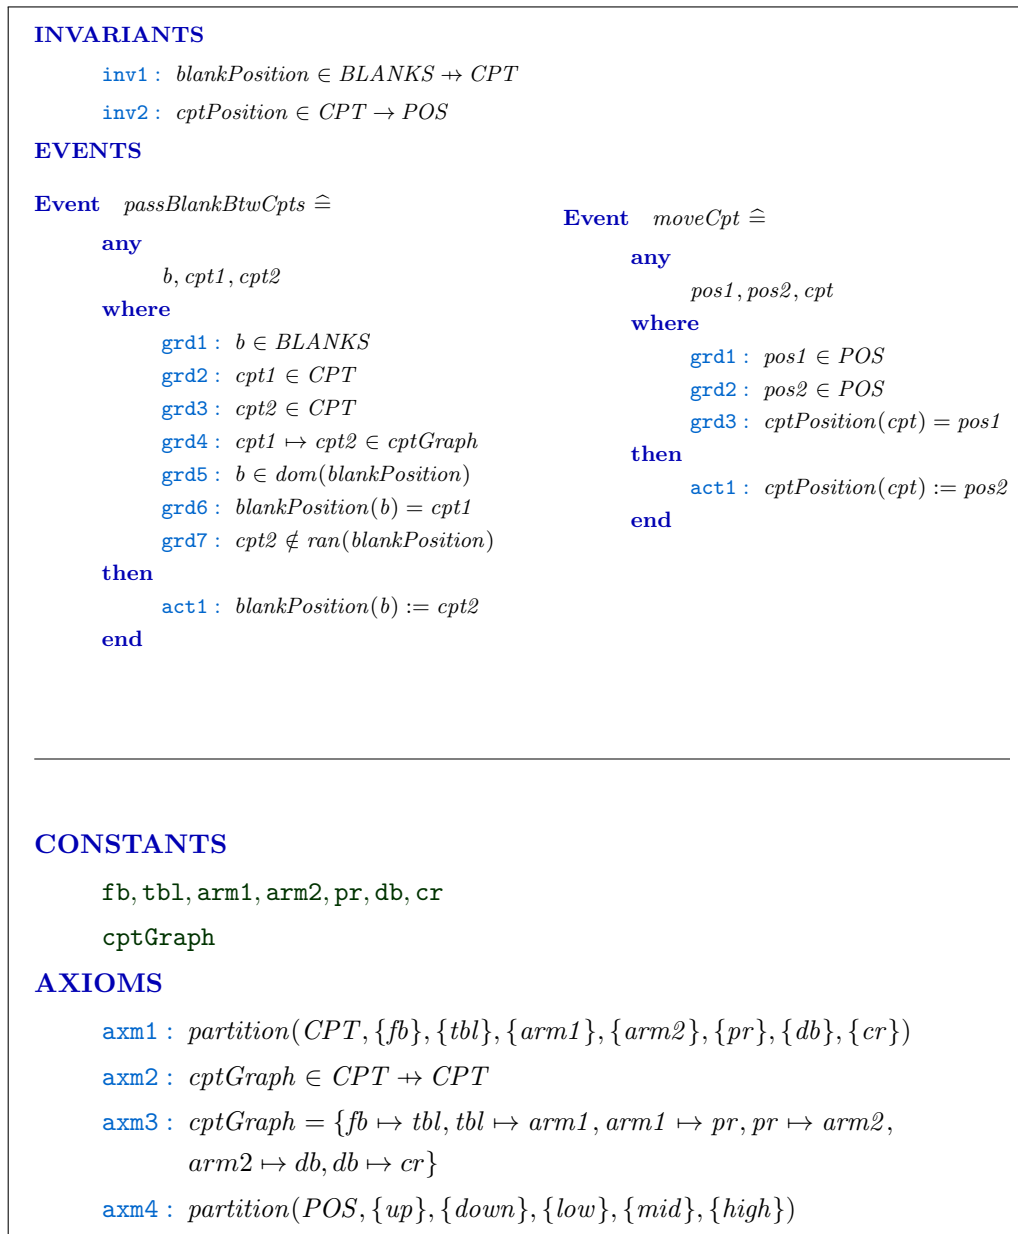 INVARIANTS
inv1 : blankPosition ∈ BLANKS ⇸ CPT
inv2 : cptPosition ∈ CPT → POS
EVENTS
Event passBlankBtwCpts ≙
any
b, cpt1, cpt2
where
grd1 : b ∈ BLANKS
grd2 : cpt1 ∈ CPT
grd3 : cpt2 ∈ CPT
grd4 : cpt1 ↦ cpt2 ∈ cptGraph
grd5 : b ∈ dom(blankPosition)
grd6 : blankPosition(b) = cpt1
grd7 : cpt2 ∉ ran(blankPosition)
then
act1 : blankPosition(b) := cpt2
end
Event moveCpt ≙
any
pos1, pos2, cpt
where
grd1 : pos1 ∈ POS
grd2 : pos2 ∈ POS
grd3 : cptPosition(cpt) = pos1
then
act1 : cptPosition(cpt) := pos2
end
CONSTANTS
fb, tbl, arm1, arm2, pr, db, cr
cptGraph
AXIOMS
axm1 : partition(CPT, {fb}, {tbl}, {arm1}, {arm2}, {pr}, {db}, {cr})
axm2 : cptGraph ∈ CPT ⇸ CPT
axm3 : cptGraph = {fb ↦ tbl, tbl ↦ arm1, arm1 ↦ pr, pr ↦ arm2,
arm2 ↦ db, db ↦ cr}
axm4 : partition(POS, {up}, {down}, {low}, {mid}, {high})